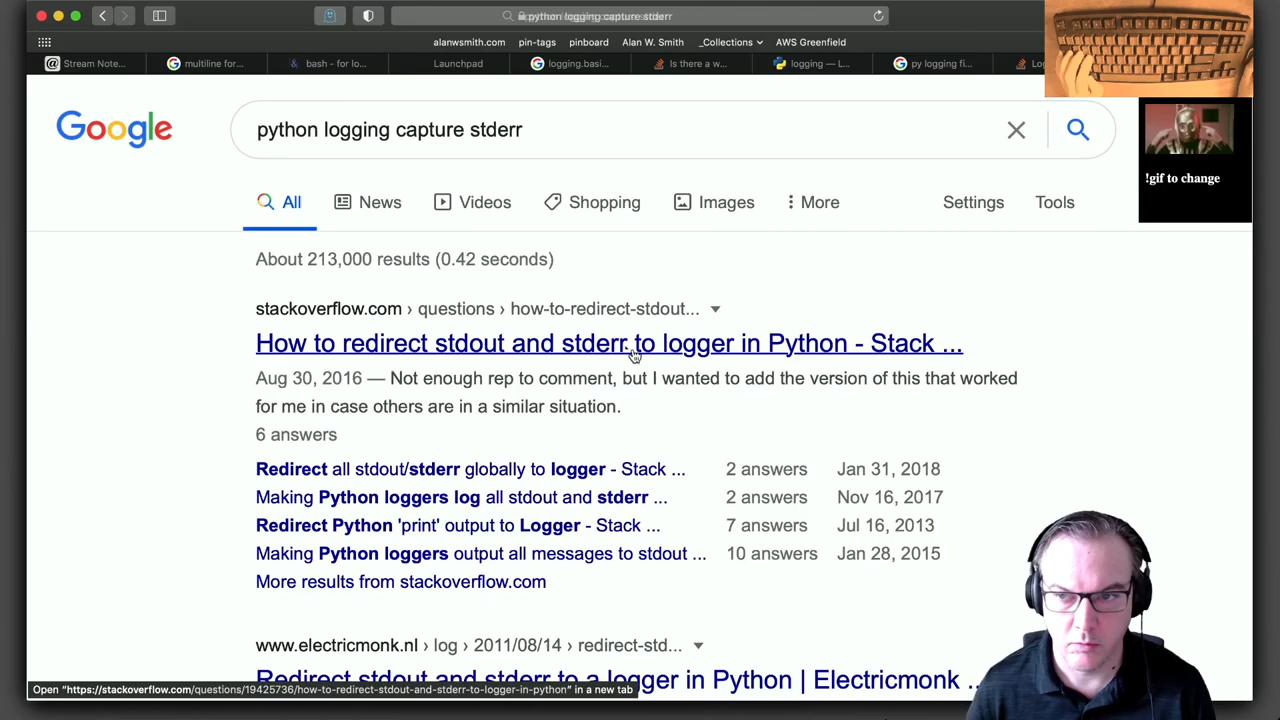 python logging capture stderr
alanwsmith.com pin-tags pinboard Alan W. Smith _Collections AWS Greenfield
@ Stream Note... multiline for... bash - for lo... Launchpad logging.basi... Is there a w... logging — L... py logging fi... Log
Google
python logging capture stderr
All News Videos Shopping Images More Settings Tools
!gif to change
About 213,000 results (0.42 seconds)
stackoverflow.com › questions › how-to-redirect-stdout...
How to redirect stdout and stderr to logger in Python - Stack ...
Aug 30, 2016 — Not enough rep to comment, but I wanted to add the version of this that worked
for me in case others are in a similar situation.
6 answers
Redirect all stdout/stderr globally to logger - Stack ... 2 answers Jan 31, 2018
Making Python loggers log all stdout and stderr ... 2 answers Nov 16, 2017
Redirect Python 'print' output to Logger - Stack ... 7 answers Jul 16, 2013
Making Python loggers output all messages to stdout ... 10 answers Jan 28, 2015
More results from stackoverflow.com
www.electricmonk.nl › log › 2011/08/14 › redirect-std...
Redirect stdout and stderr to a logger in Python | Electricmonk ...
Open "https://stackoverflow.com/questions/19425736/how-to-redirect-stdout-and-stderr-to-logger-in-python" in a new tab